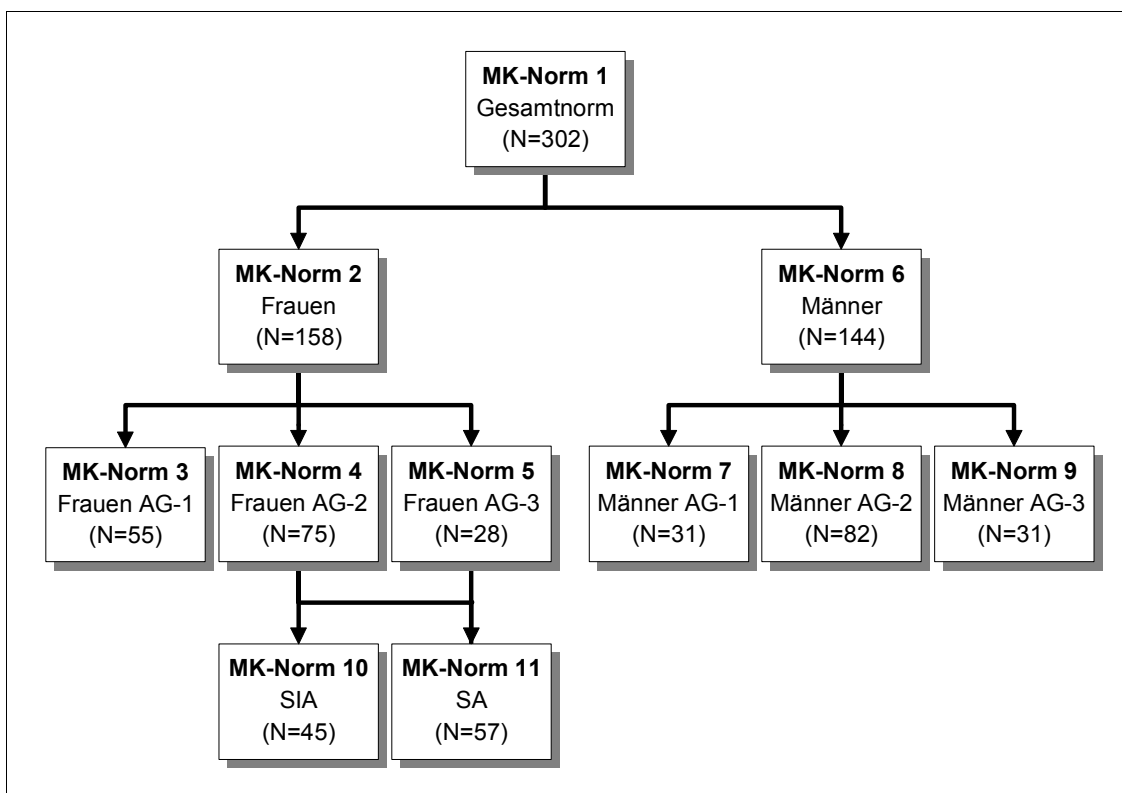 MK-Norm 1
Gesamtnorm
(N=302)
MK-Norm 2
Frauen
(N=158)
MK-Norm 6
Männer
(N=144)
MK-Norm 3
Frauen AG-1
(N=55)
MK-Norm 4
Frauen AG-2
(N=75)
MK-Norm 5
Frauen AG-3
(N=28)
MK-Norm 7
Männer AG-1
(N=31)
MK-Norm 8
Männer AG-2
(N=82)
MK-Norm 9
Männer AG-3
(N=31)
MK-Norm 10
SIA
(N=45)
MK-Norm 11
SA
(N=57)